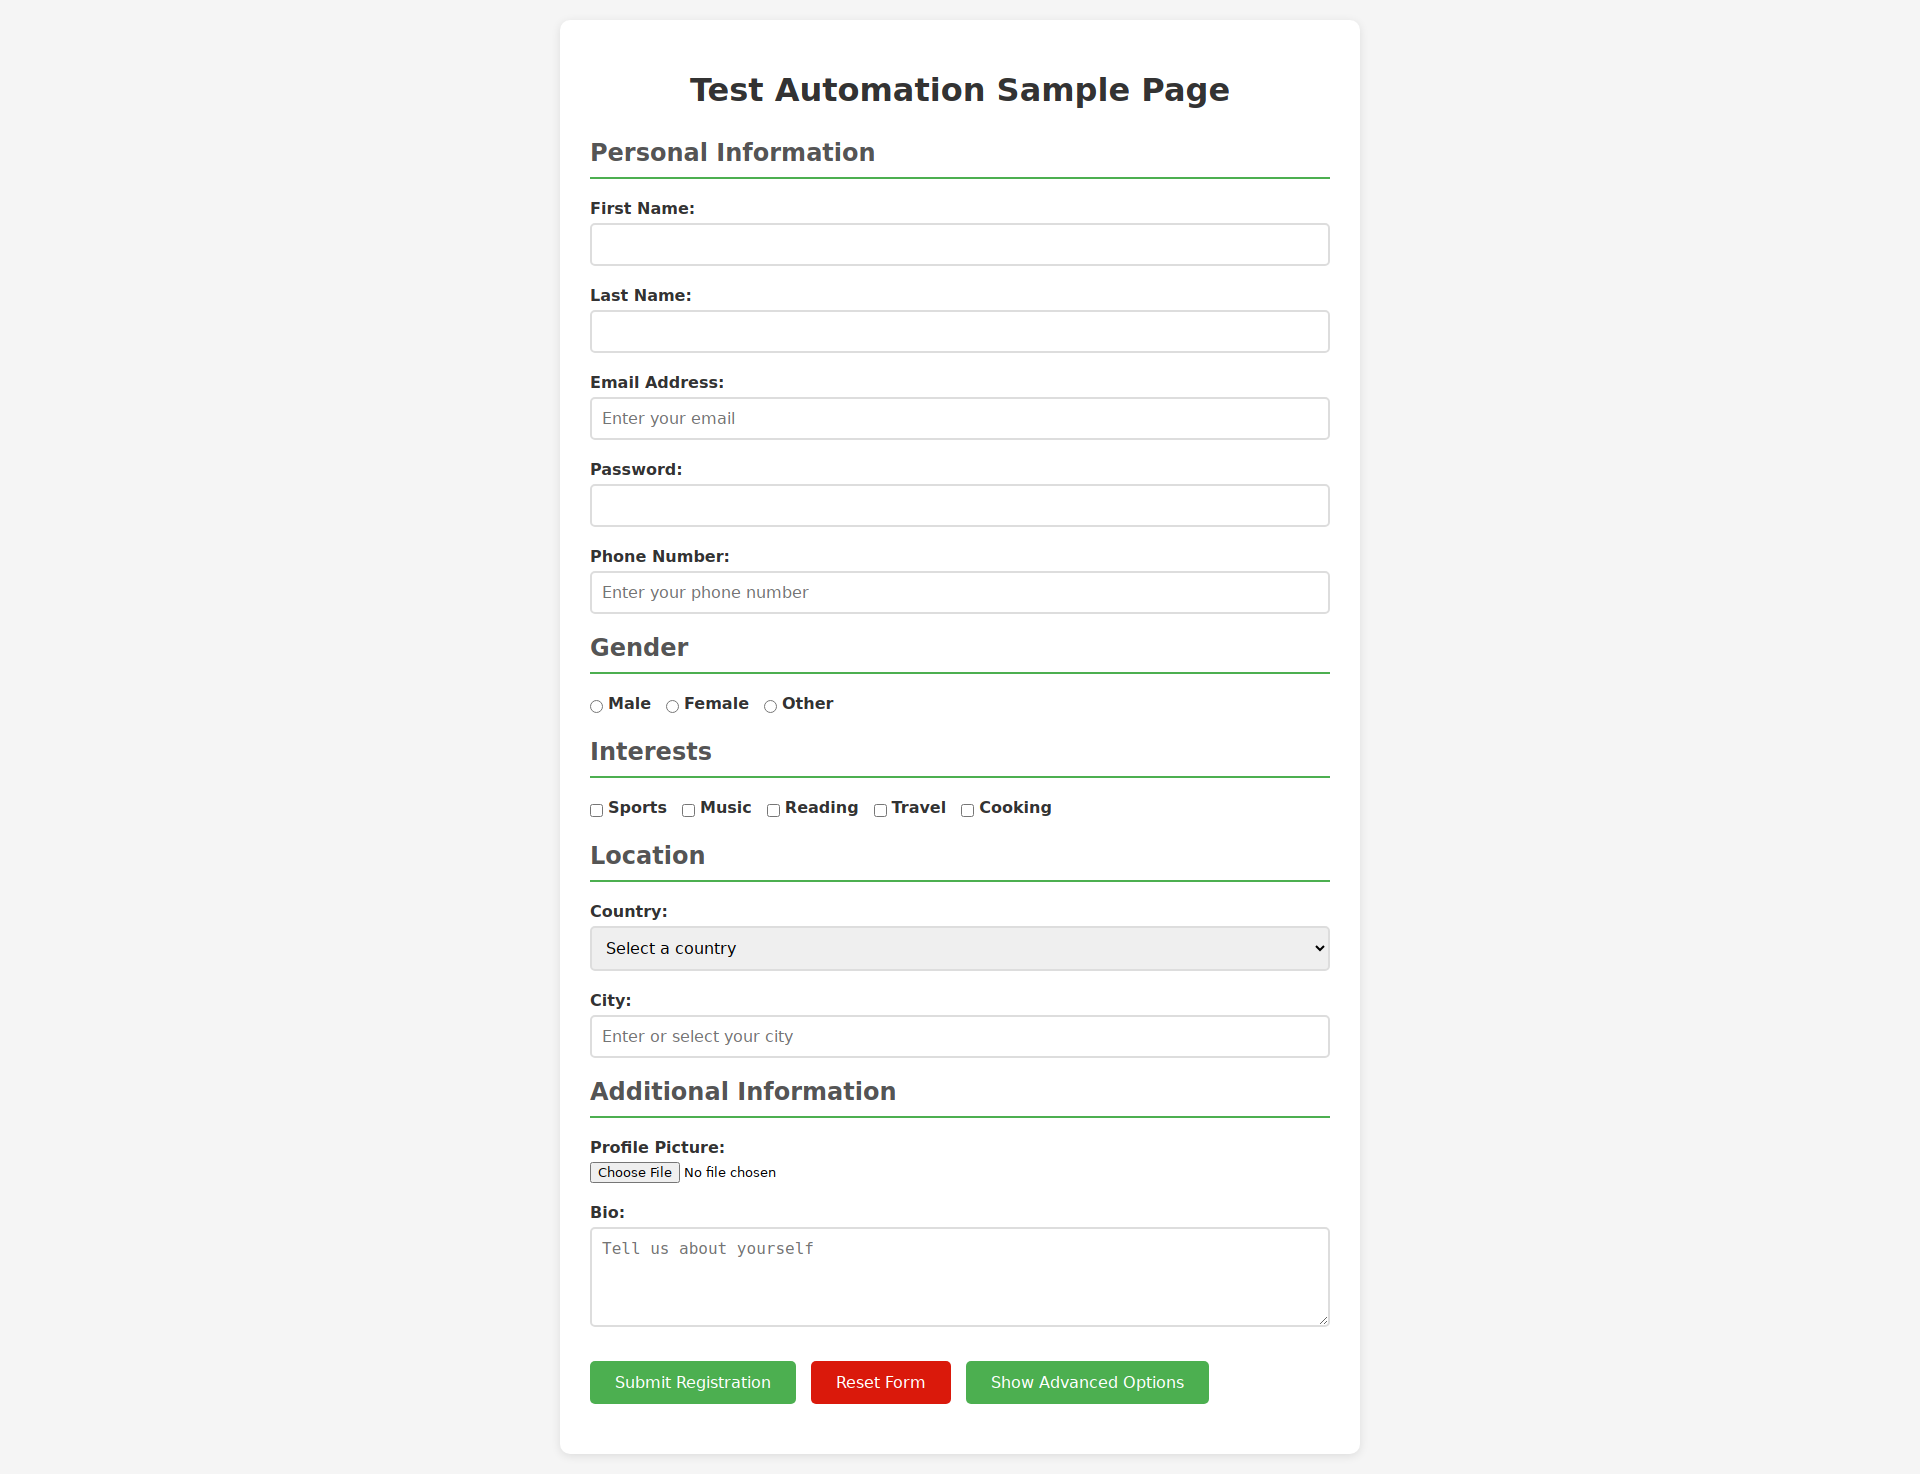 Test Automation Sample Page
Personal Information
First Name:
Last Name:
Email Address:
Enter your email
Password:
Phone Number:
Enter your phone number
Gender
Male Female Other
Interests
Sports Music Reading Travel Cooking
Location
Country:
Select a country
City:
Enter or select your city
Additional Information
Profile Picture:
Choose File No file chosen
Bio:
Tell us about yourself
Submit Registration Reset Form Show Advanced Options